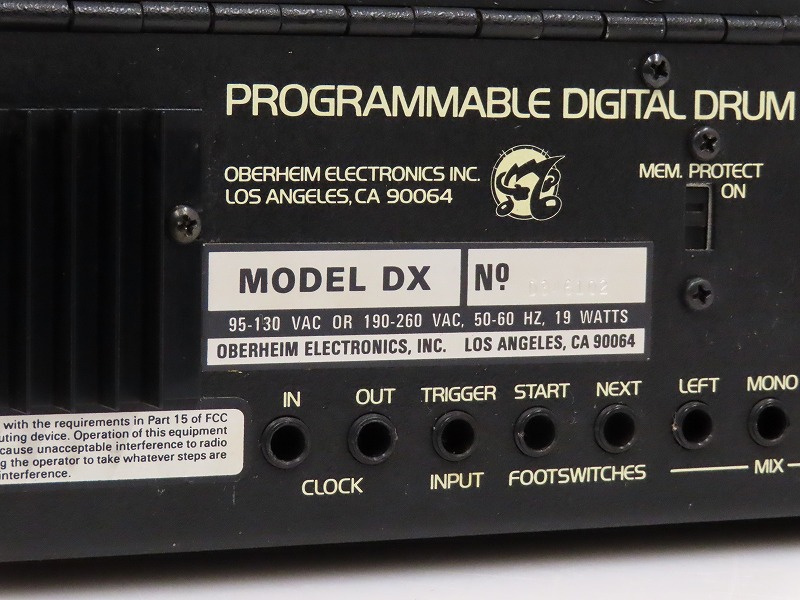 PROGRAMMABLE DIGITAL DRUM
OBERHEIM ELECTRONICS INC.
LOS ANGELES, CA 90064
MEM. PROTECT
ON
MODEL DX
Nº
95-130 VAC OR 190-260 VAC, 50-60 HZ, 19 WATTS
OBERHEIM ELECTRONICS, INC. LOS ANGELES, CA 90064
IN OUT TRIGGER START NEXT LEFT MONO
CLOCK INPUT FOOTSWITCHES MIX
with the requirements in Part 15 of FCC
uting device. Operation of this equipment
cause unacceptable interference to radio
g the operator to take whatever steps are
interference.